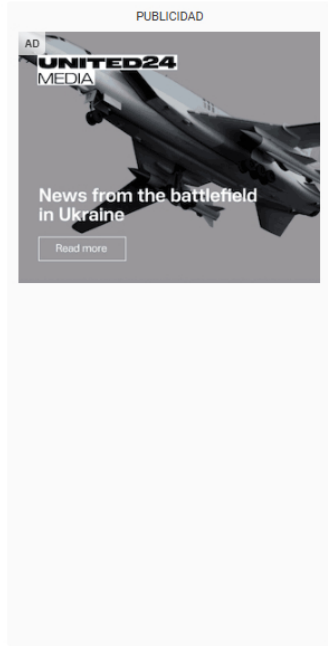 PUBLICIDAD
AD
UNITED24
MEDIA
News from the battlefield
in Ukraine
Read more